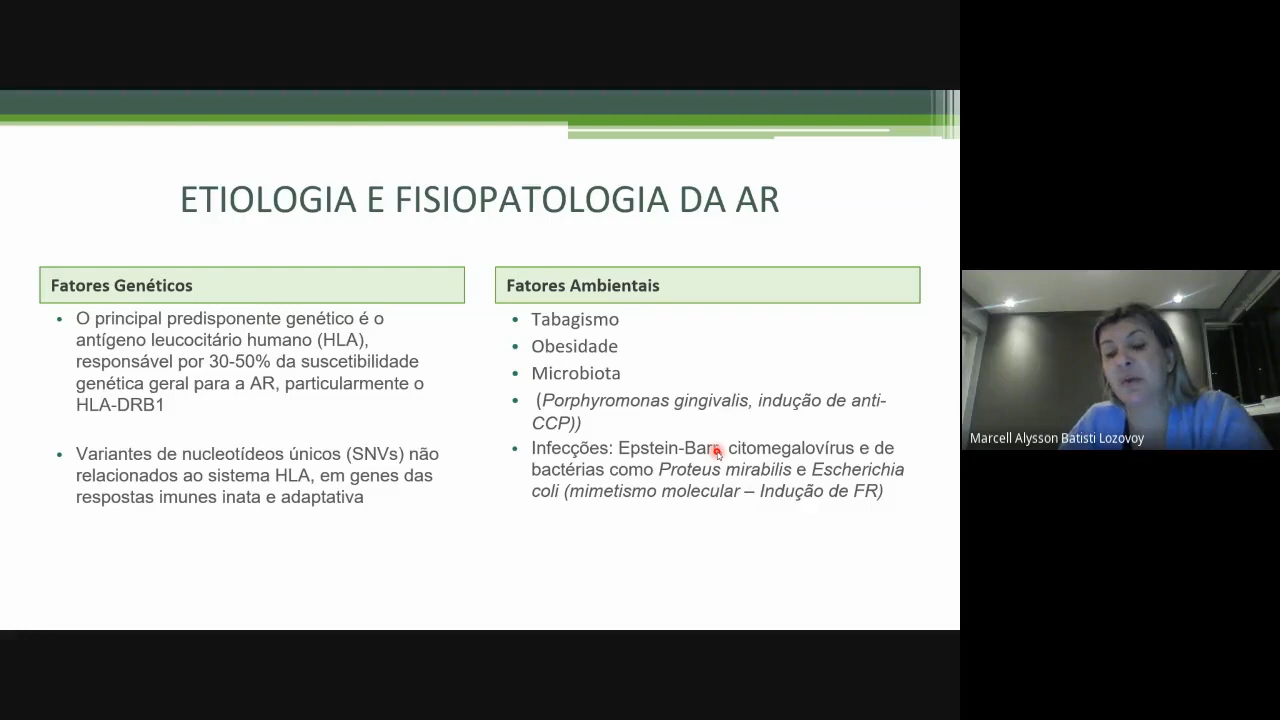 ETIOLOGIA E FISIOPATOLOGIA DA AR
Fatores Genéticos
• O principal predisponente genético é o
antígeno leucocitário humano (HLA),
responsável por 30-50% da suscetibilidade
genética geral para a AR, particularmente o
HLA-DRB1
• Variantes de nucleotídeos únicos (SNVs) não
relacionados ao sistema HLA, em genes das
respostas imunes inata e adaptativa
Fatores Ambientais
• Tabagismo
• Obesidade
• Microbiota
• (Porphyromonas gingivalis, indução de anti-
CCP))
• Infecções: Epstein-Barr, citomegalovírus e de
bactérias como Proteus mirabilis e Escherichia
coli (mimetismo molecular – Indução de FR)
Marcell Alysson Batisti Lozovoy